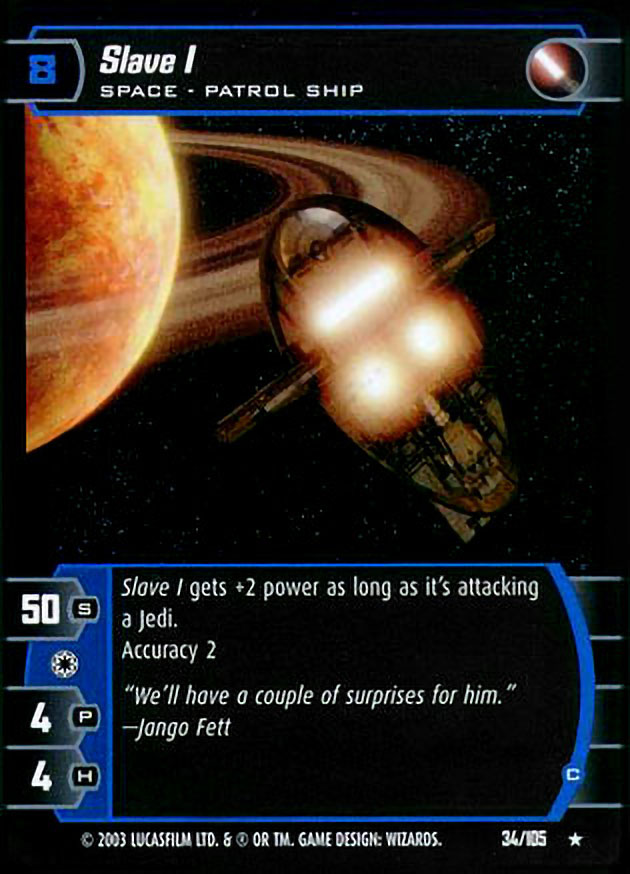 8
Slave I
SPACE - PATROL SHIP
50 S
4 P
4 H
Slave I gets +2 power as long as it's attacking
a Jedi.
Accuracy 2
“We'll have a couple of surprises for him.”
—Jango Fett
C
© 2003 LUCASFILM LTD. & ® OR TM. GAME DESIGN: WIZARDS.
34/105 ★